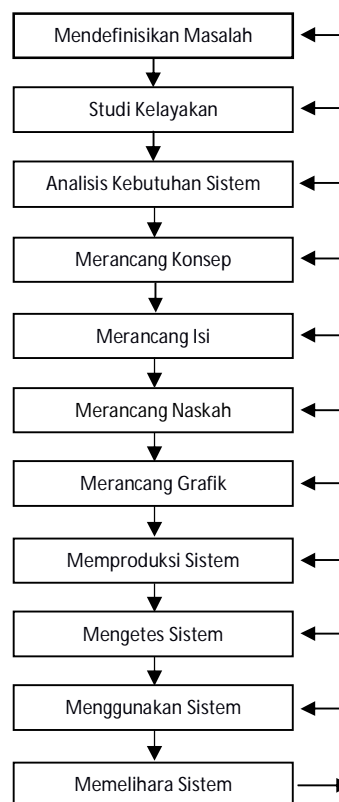 Mendefinisikan Masalah
Studi Kelayakan
Analisis Kebutuhan Sistem
Merancang Konsep
Merancang Isi
Merancang Naskah
Merancang Grafik
Memproduksi Sistem
Mengetes Sistem
Menggunakan Sistem
Memelihara Sistem